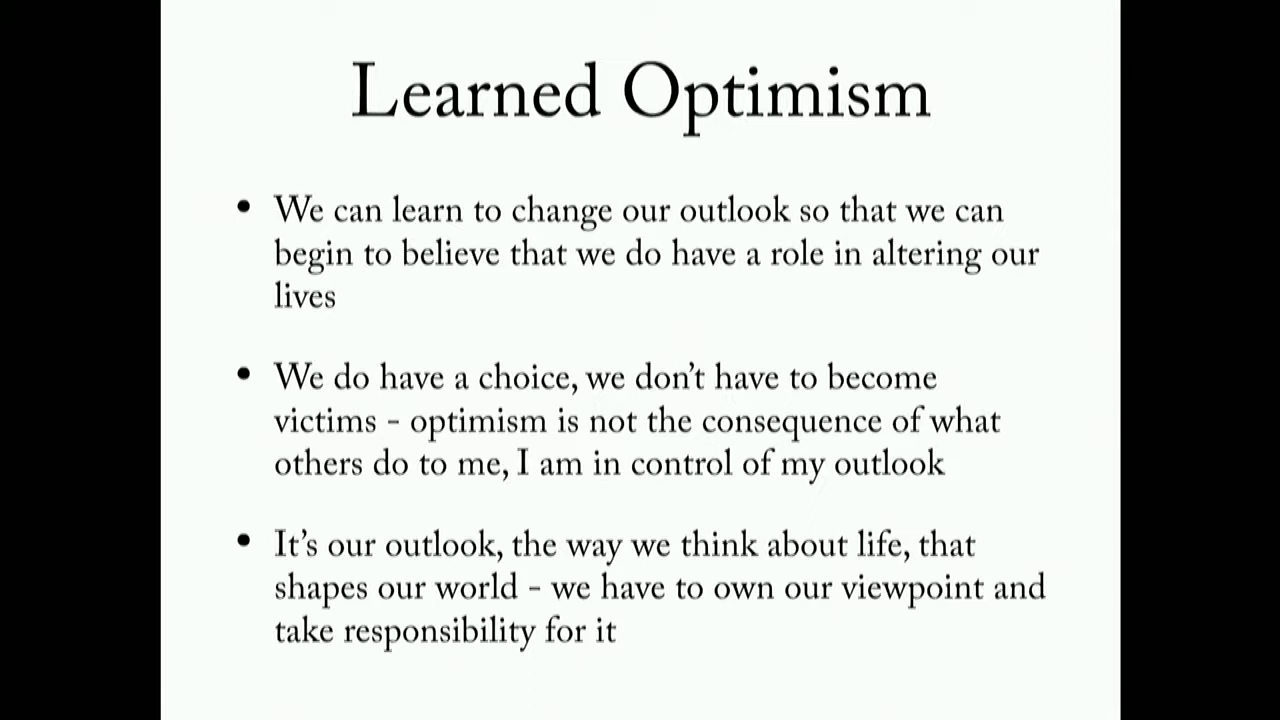 Learned Optimism
• We can learn to change our outlook so that we can
begin to believe that we do have a role in altering our
lives
• We do have a choice, we don’t have to become
victims - optimism is not the consequence of what
others do to me, I am in control of my outlook
• It’s our outlook, the way we think about life, that
shapes our world - we have to own our viewpoint and
take responsibility for it